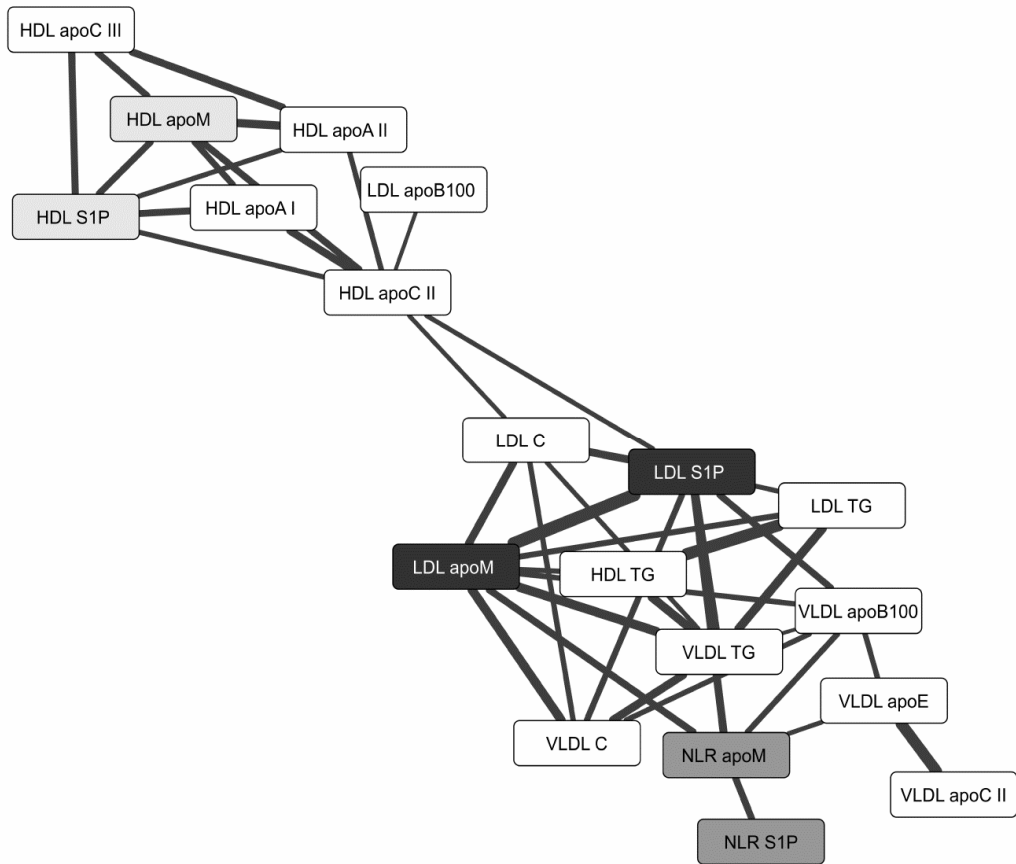 HDL apoC III
HDL apoM
HDL apoA II
LDL apoB100
HDL S1P
HDL apoA I
HDL apoC II
LDL C
LDL S1P
LDL TG
LDL apoM
HDL TG
VLDL apoB100
VLDL TG
VLDL apoE
VLDL C
NLR apoM
VLDL apoC II
NLR S1P